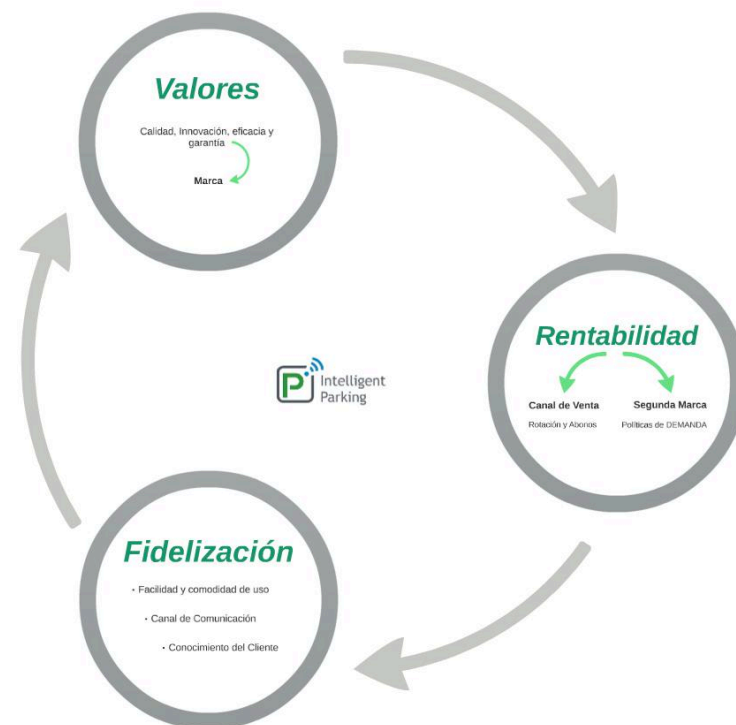 Valores
Calidad, Innovación, eficacia y
garantía
Marca
Rentabilidad
Canal de Venta
Segunda Marca
Rotación y Abonos
Políticas de DEMANDA
P
Intelligent
Parking
Fidelización
· Facilidad y comodidad de uso
· Canal de Comunicación
· Conocimiento del Cliente